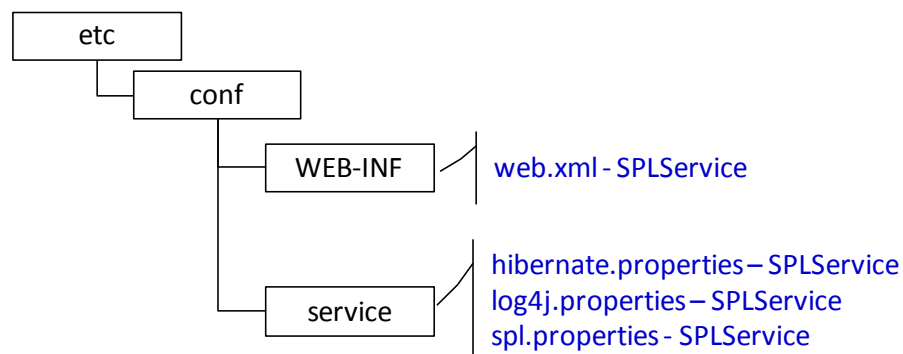 etc
conf
WEB-INF
web.xml - SPLService
hibernate.properties – SPLService
log4j.properties – SPLService
spl.properties - SPLService
service